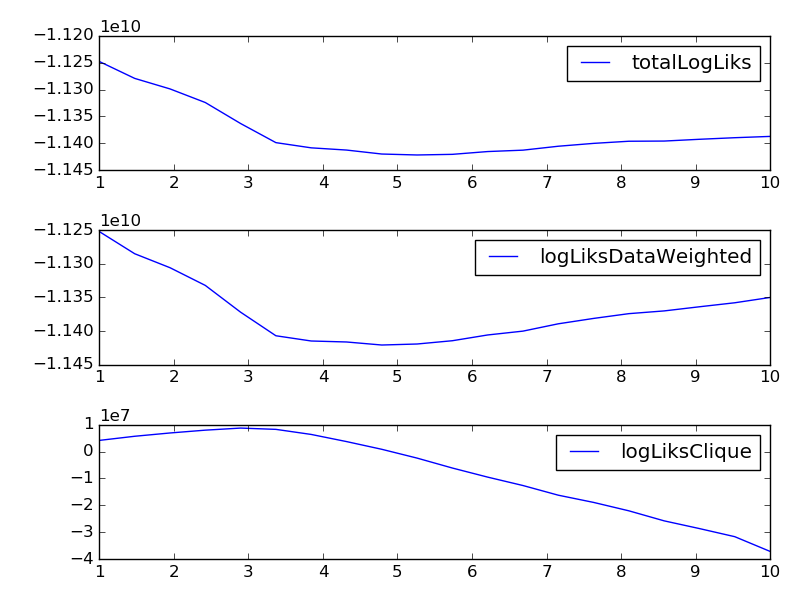 1e10
−1.120
−1.125
−1.130
−1.135
−1.140
−1.145
totalLogLiks
1 2 3 4 5 6 7 8 9 10
1e10
−1.125
−1.130
−1.135
−1.140
−1.145
logLiksDataWeighted
1 2 3 4 5 6 7 8 9 10
1e7
1
0
−1
−2
−3
−4
logLiksClique
1 2 3 4 5 6 7 8 9 10